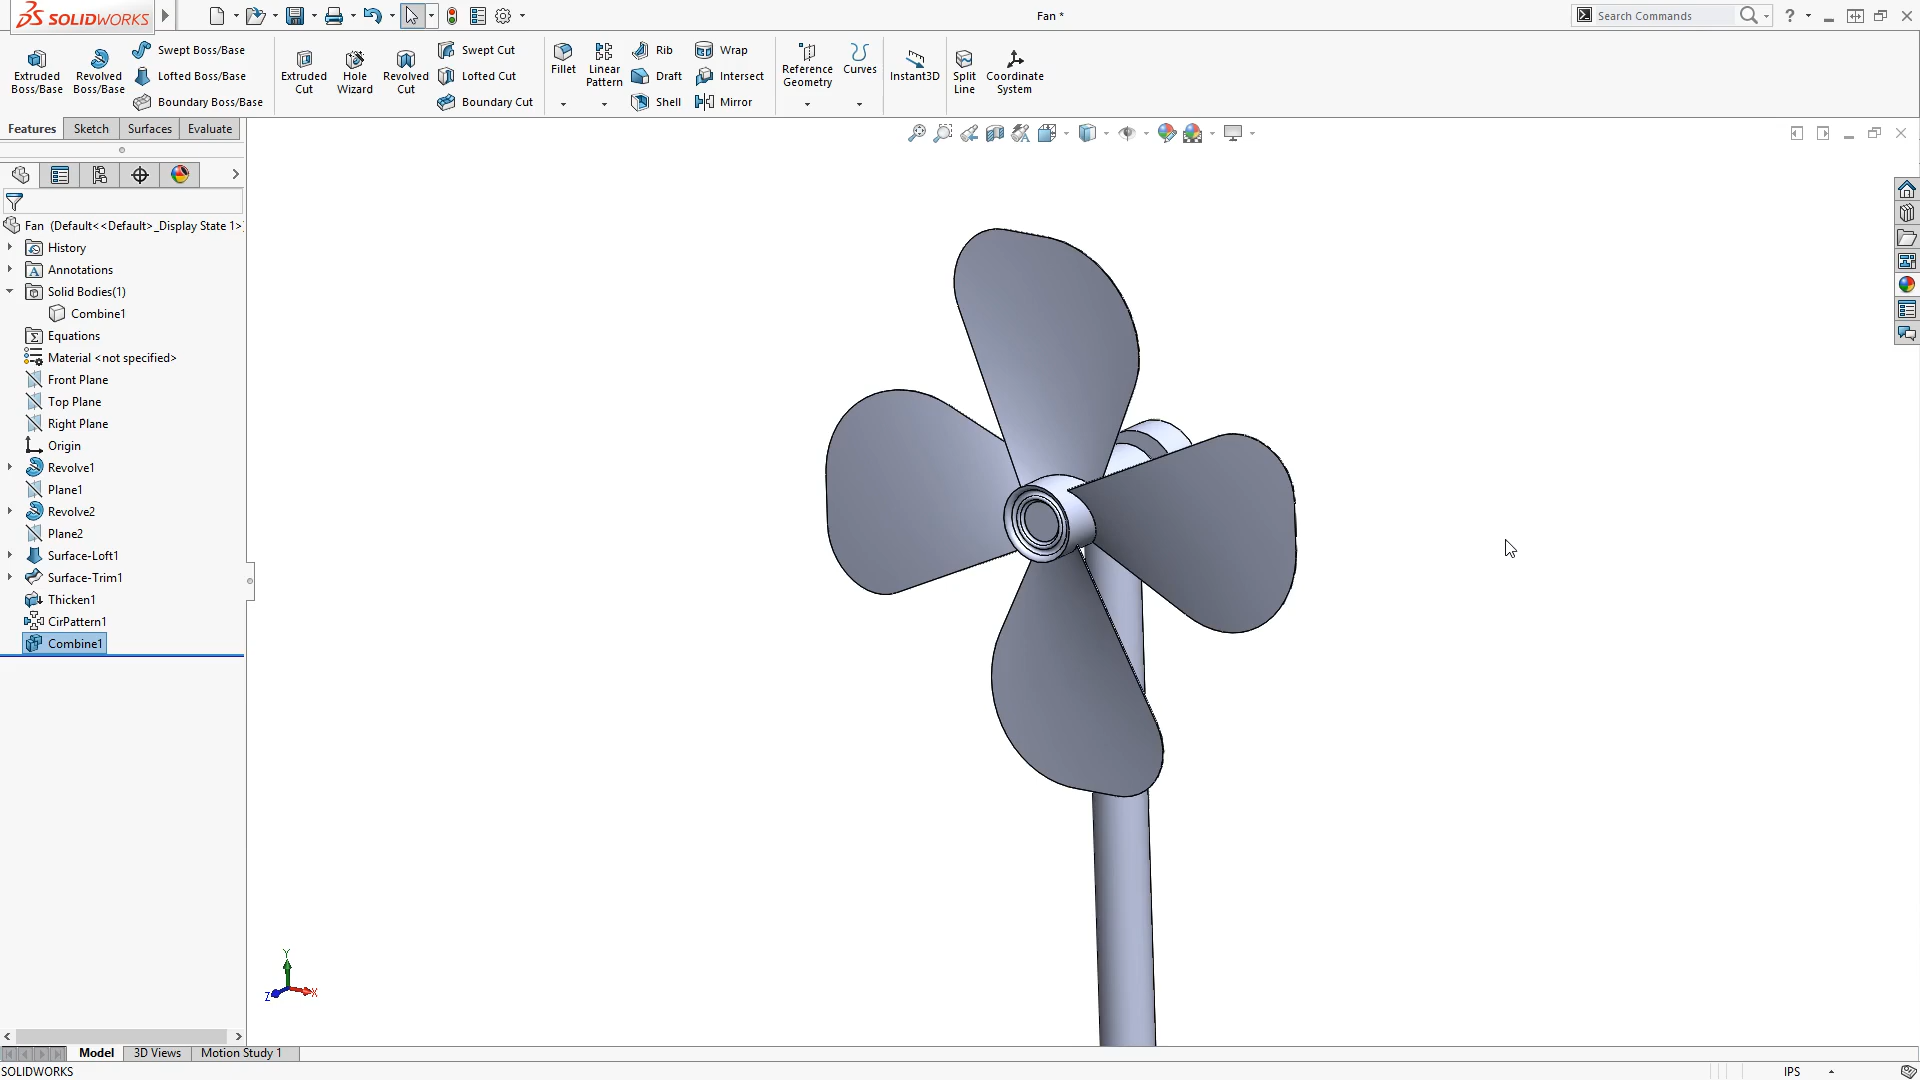 SOLIDWORKS
Fan *
Search Commands
?
Extruded Boss/Base
Revolved Boss/Base
Swept Boss/Base
Lofted Boss/Base
Boundary Boss/Base
Extruded Cut
Hole Wizard
Revolved Cut
Swept Cut
Lofted Cut
Boundary Cut
Fillet
Linear Pattern
Rib
Draft
Shell
Wrap
Intersect
Mirror
Reference Geometry
Curves
Instant3D
Split Line
Coordinate System
Features
Sketch
Surfaces
Evaluate
Fan (Default<<Default>_Display State 1>
History
Annotations
Solid Bodies(1)
Combine1
Equations
Material <not specified>
Front Plane
Top Plane
Right Plane
Origin
Revolve1
Plane1
Revolve2
Plane2
Surface-Loft1
Surface-Trim1
Thicken1
CirPattern1
Combine1
Y
Z
X
Model
3D Views
Motion Study 1
SOLIDWORKS
IPS